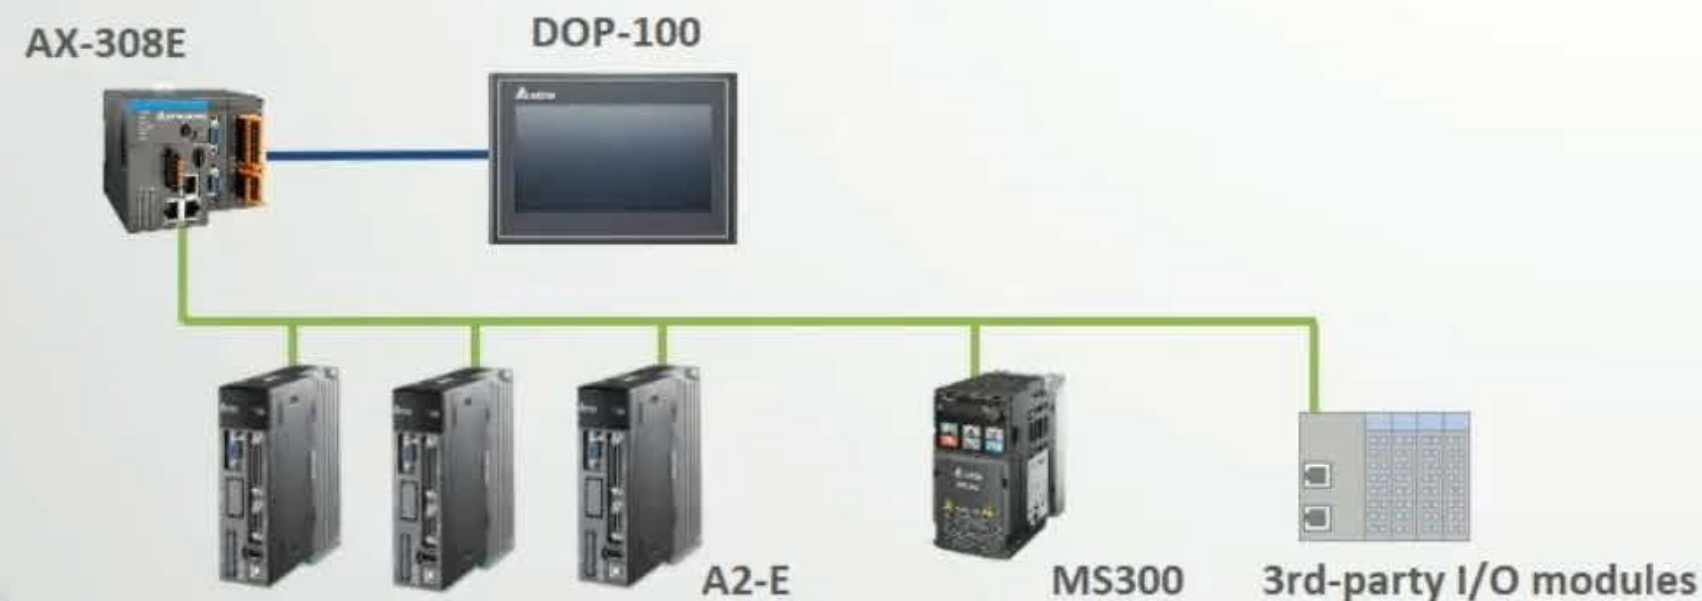 AX-308E
DOP-100
A2-E
MS300
3rd-party I/O modules